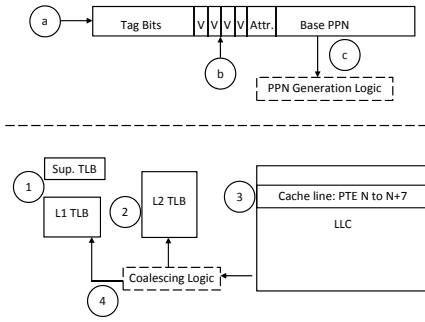 a
Tag Bits V V V V Attr. Base PPN
c
b
PPN Generation Logic
Sup. TLB
1
L1 TLB
2
L2 TLB
3
Cache line: PTE N to N+7
LLC
Coalescing Logic
4